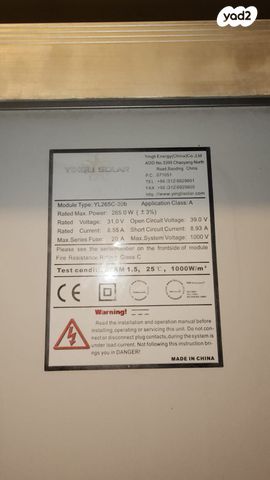 yad2
YINGLI SOLAR
Yingli Energy(China)Co.,Ltd
ADD No.3399 Chaoyang North
Road,Baoding China
P.C. 071051
TEL +86 (312)8929801
FAX +86 (312)8929800
http: //www.yinglisolar.com
Module Type: YL265C-30b Application Class: A
Rated Max. Power: 265.0 W (±3%)
Rated Voltage: 31.0 V Open Circuit Voltage: 39.0 V
Rated Current: 8.55 A Short Circuit Current: 8.93 A
Max.Series Fuse: 20 A Max.System Voltage: 1000 V
Please see the serialnumber on the frontside of module
Fire Resistance Rating: Class C
Test condition: AM 1.5, 25℃, 1000W/m²
CE
Warning!
Read the installation and operation manual before
installing, operating or servicing this unit. Do not con-
nect or disconnect plug contacts, during the system is
under load-current. Not following this instruction bri-
ngs you in DANGER!
MADE IN CHINA